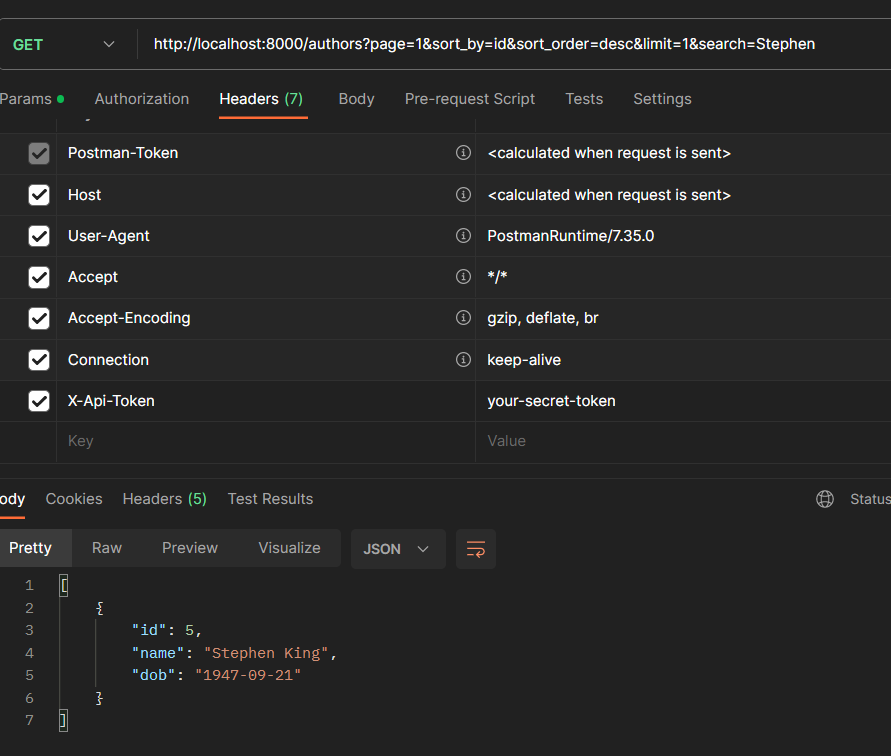 GET http://localhost:8000/authors?page=1&sort_by=id&sort_order=desc&limit=1&search=Stephen
Params Authorization Headers (7) Body Pre-request Script Tests Settings
Postman-Token <calculated when request is sent>
Host <calculated when request is sent>
User-Agent PostmanRuntime/7.35.0
Accept */*
Accept-Encoding gzip, deflate, br
Connection keep-alive
X-Api-Token your-secret-token
Key Value
ody Cookies Headers (5) Test Results Status
Pretty Raw Preview Visualize JSON
1 [
2 {
3 "id": 5,
4 "name": "Stephen King",
5 "dob": "1947-09-21"
6 }
7 ]